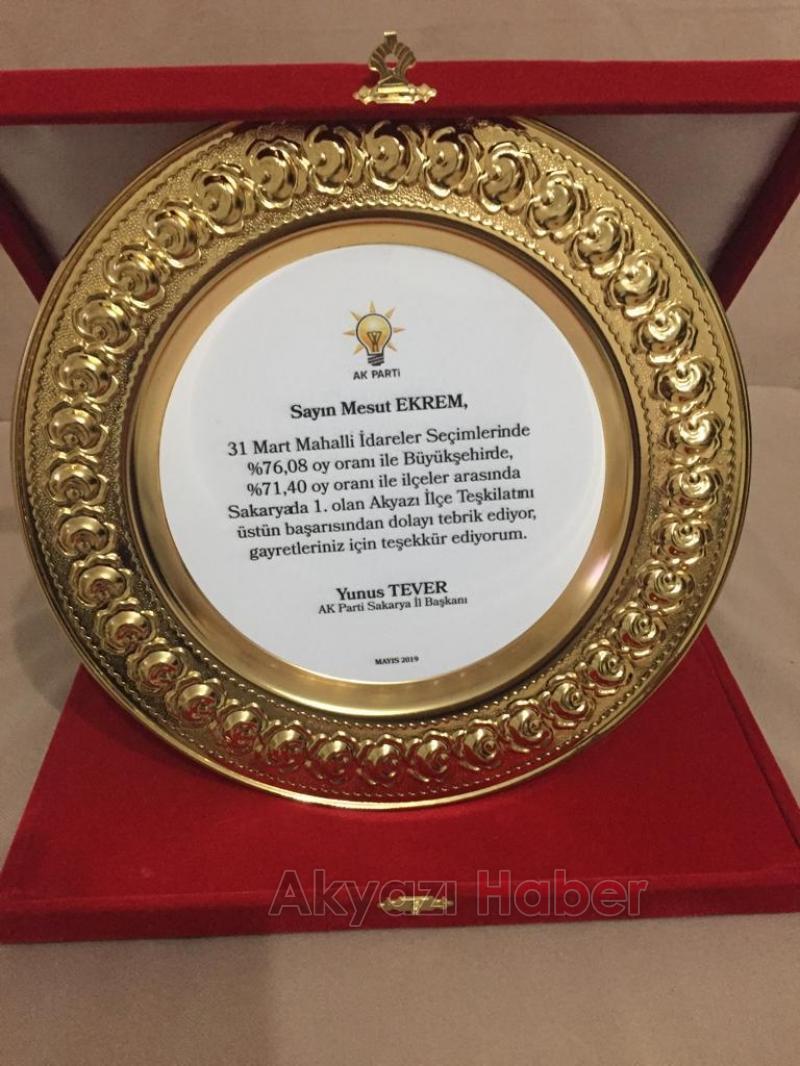 AK PARTİ
Sayın Mesut EKREM,
31 Mart Mahalli İdareler Seçimlerinde
%76,08 oy oranı ile Büyükşehirde,
%71,40 oy oranı ile ilçeler arasında
Sakaryada 1. olan Akyazı İlçe Teşkilatını
üstün başarısından dolayı tebrik ediyor,
gayretleriniz için teşekkür ediyorum.
Yunus TEVER
AK Parti Sakarya İl Başkanı
MAYIS 2019
Akyazı Haber